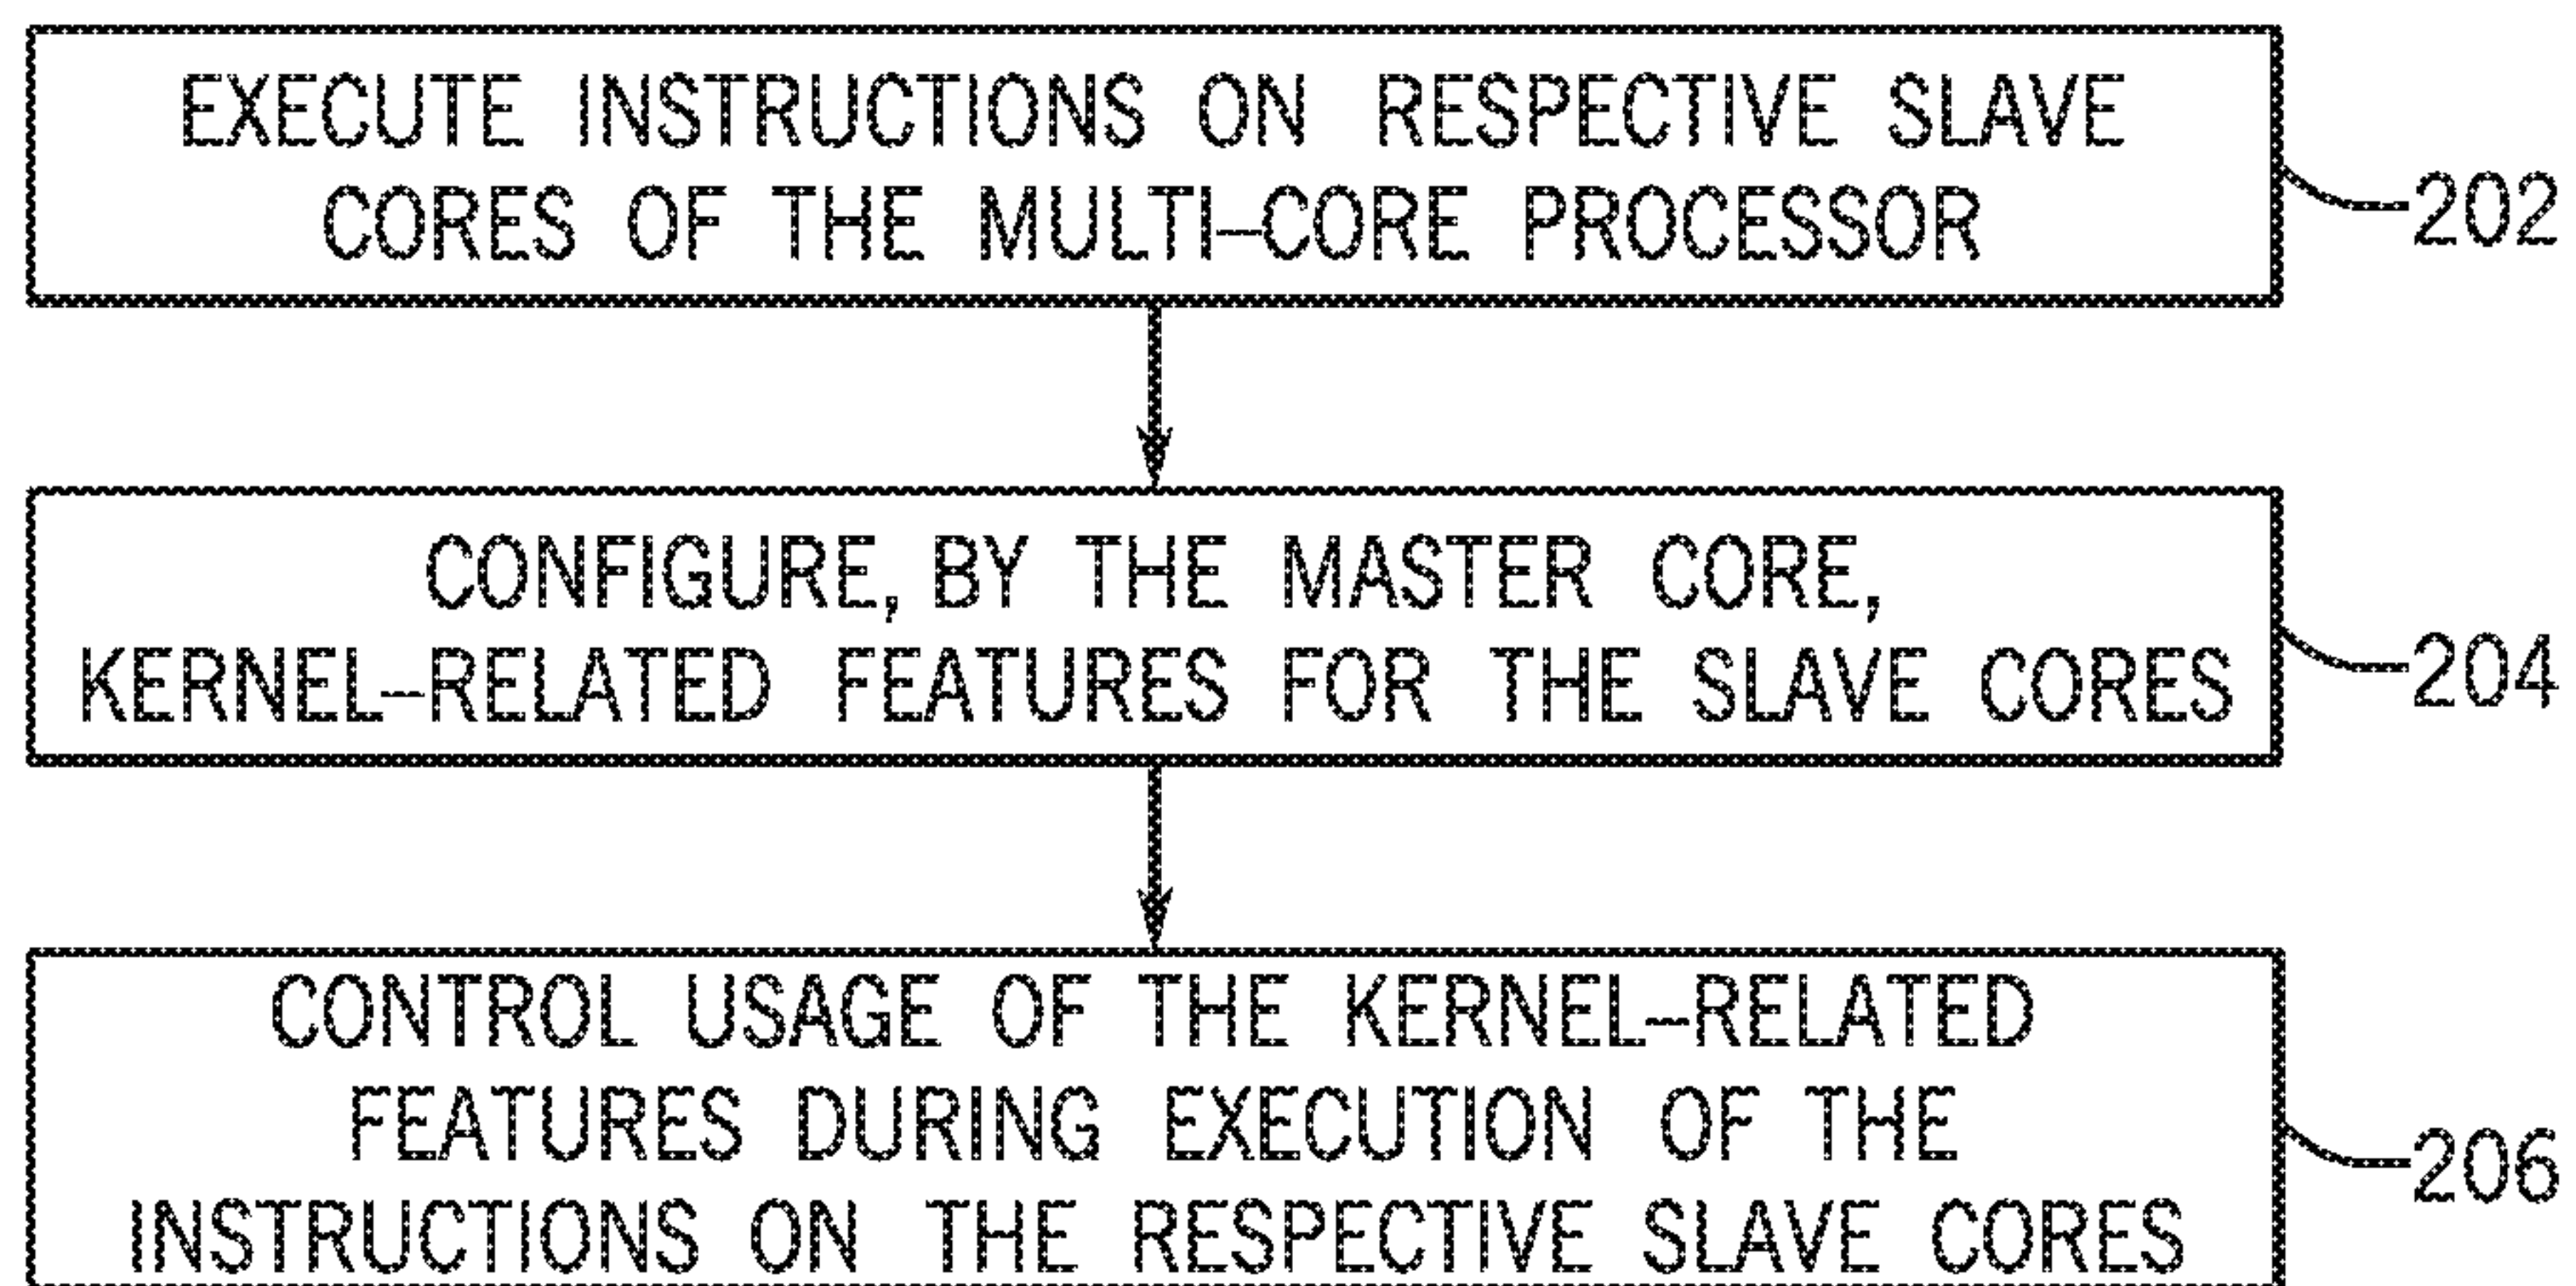 EXECUTE INSTRUCTIONS ON RESPECTIVE SLAVE
CORES OF THE MULTI-CORE PROCESSOR
202
CONFIGURE, BY THE MASTER CORE,
KERNEL-RELATED FEATURES FOR THE SLAVE CORES
204
CONTROL USAGE OF THE KERNEL-RELATED
FEATURES DURING EXECUTION OF THE
INSTRUCTIONS ON THE RESPECTIVE SLAVE CORES
206